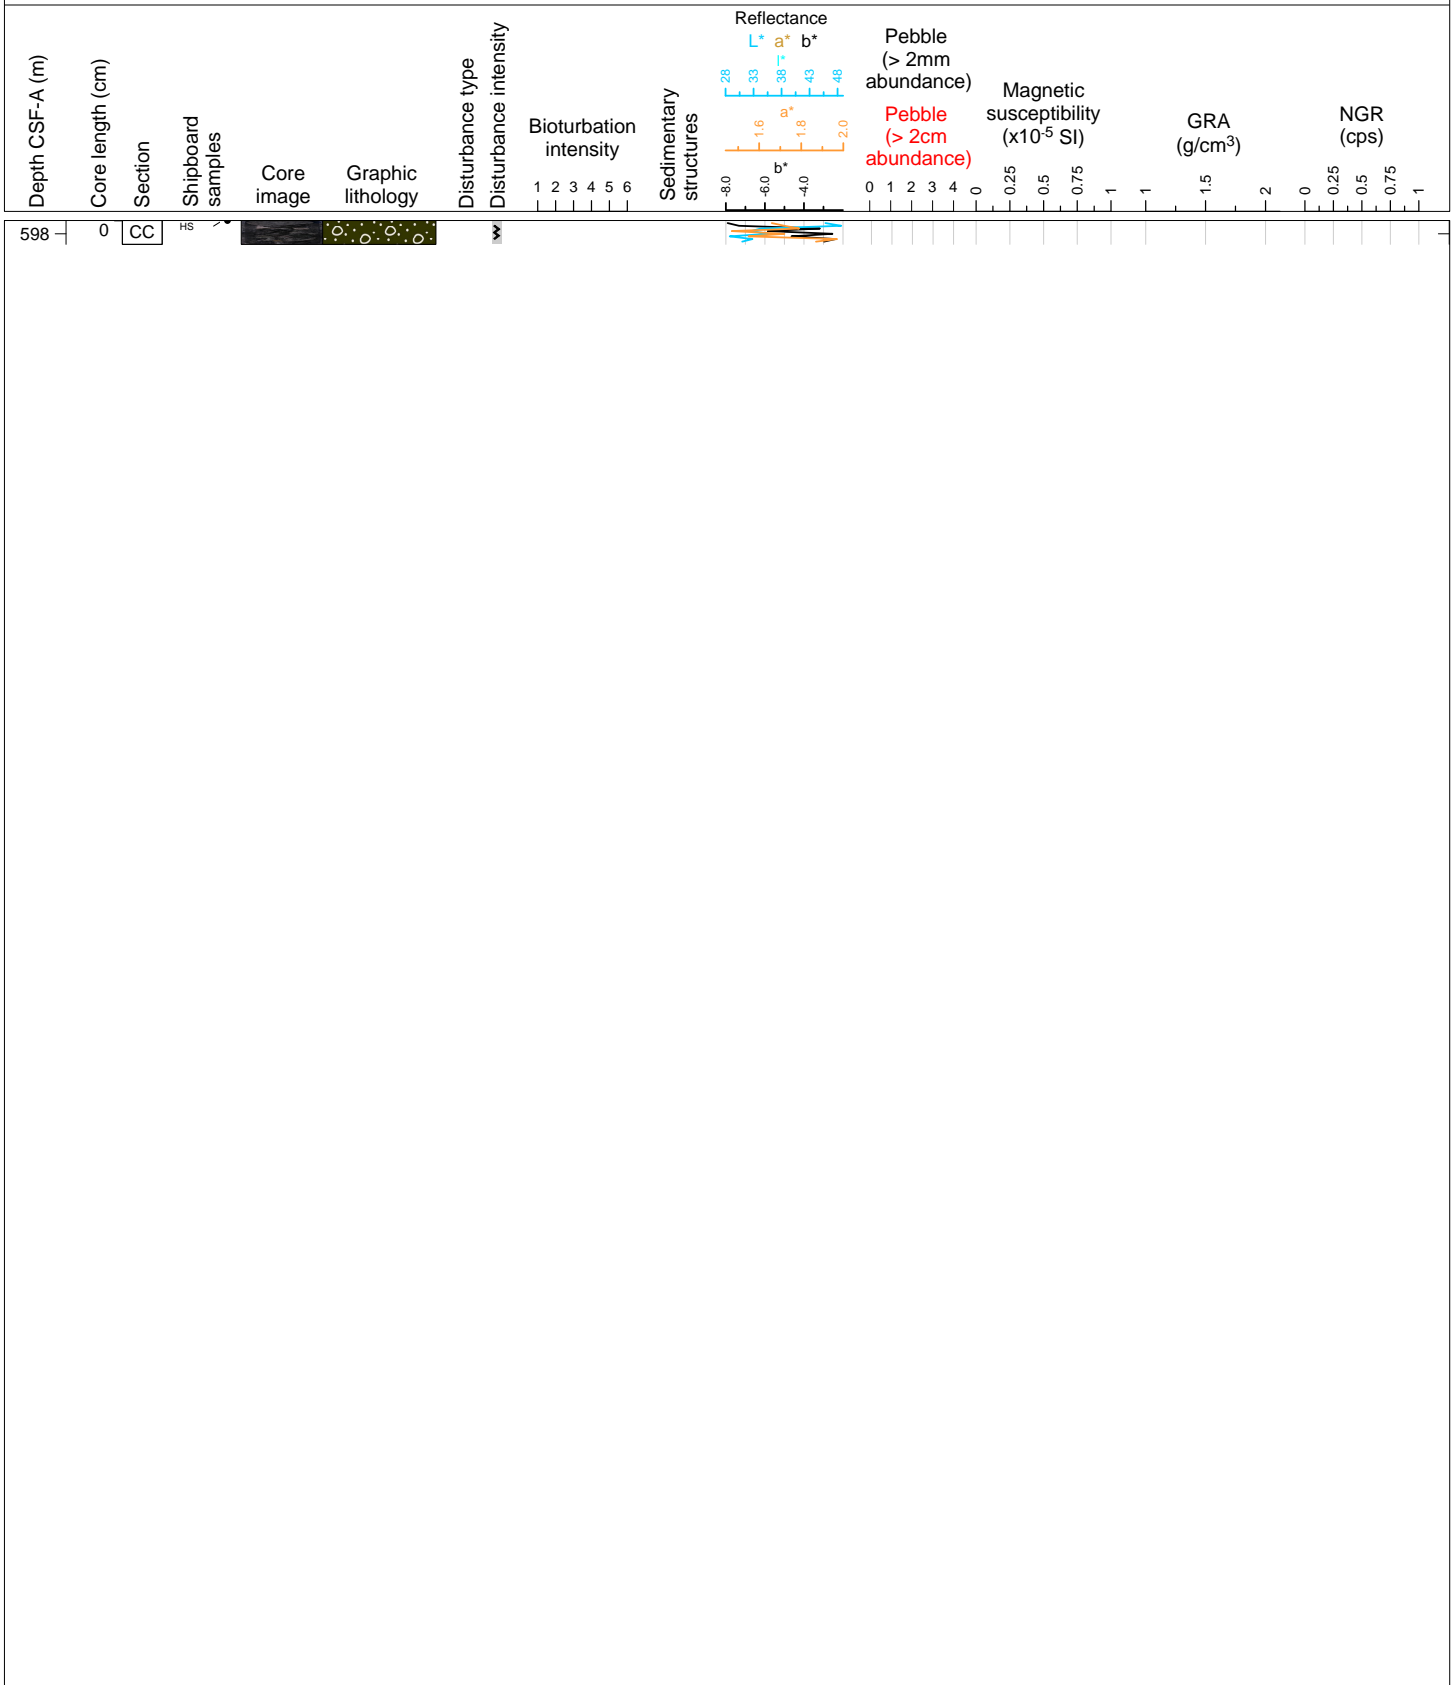 Depth CSF-A (m)
Core length (cm)
Section
Shipboard
samples
Core
image
Graphic
lithology
Disturbance type
Disturbance intensity
Bioturbation
intensity
1 2 3 4 5 6
Sedimentary
structures
Reflectance
L* a* b*
L*
28 33 38 43 48
a*
1.6 1.8 2.0
b*
-8.0 -6.0 -4.0
Pebble
(> 2mm
abundance)
Pebble
(> 2cm
abundance)
0 1 2 3 4
Magnetic
susceptibility
(x10-5 SI)
0 0.25 0.5 0.75 1
GRA
(g/cm3)
1 1.5 2
NGR
(cps)
0 0.25 0.5 0.75 1
598 0 CC HS